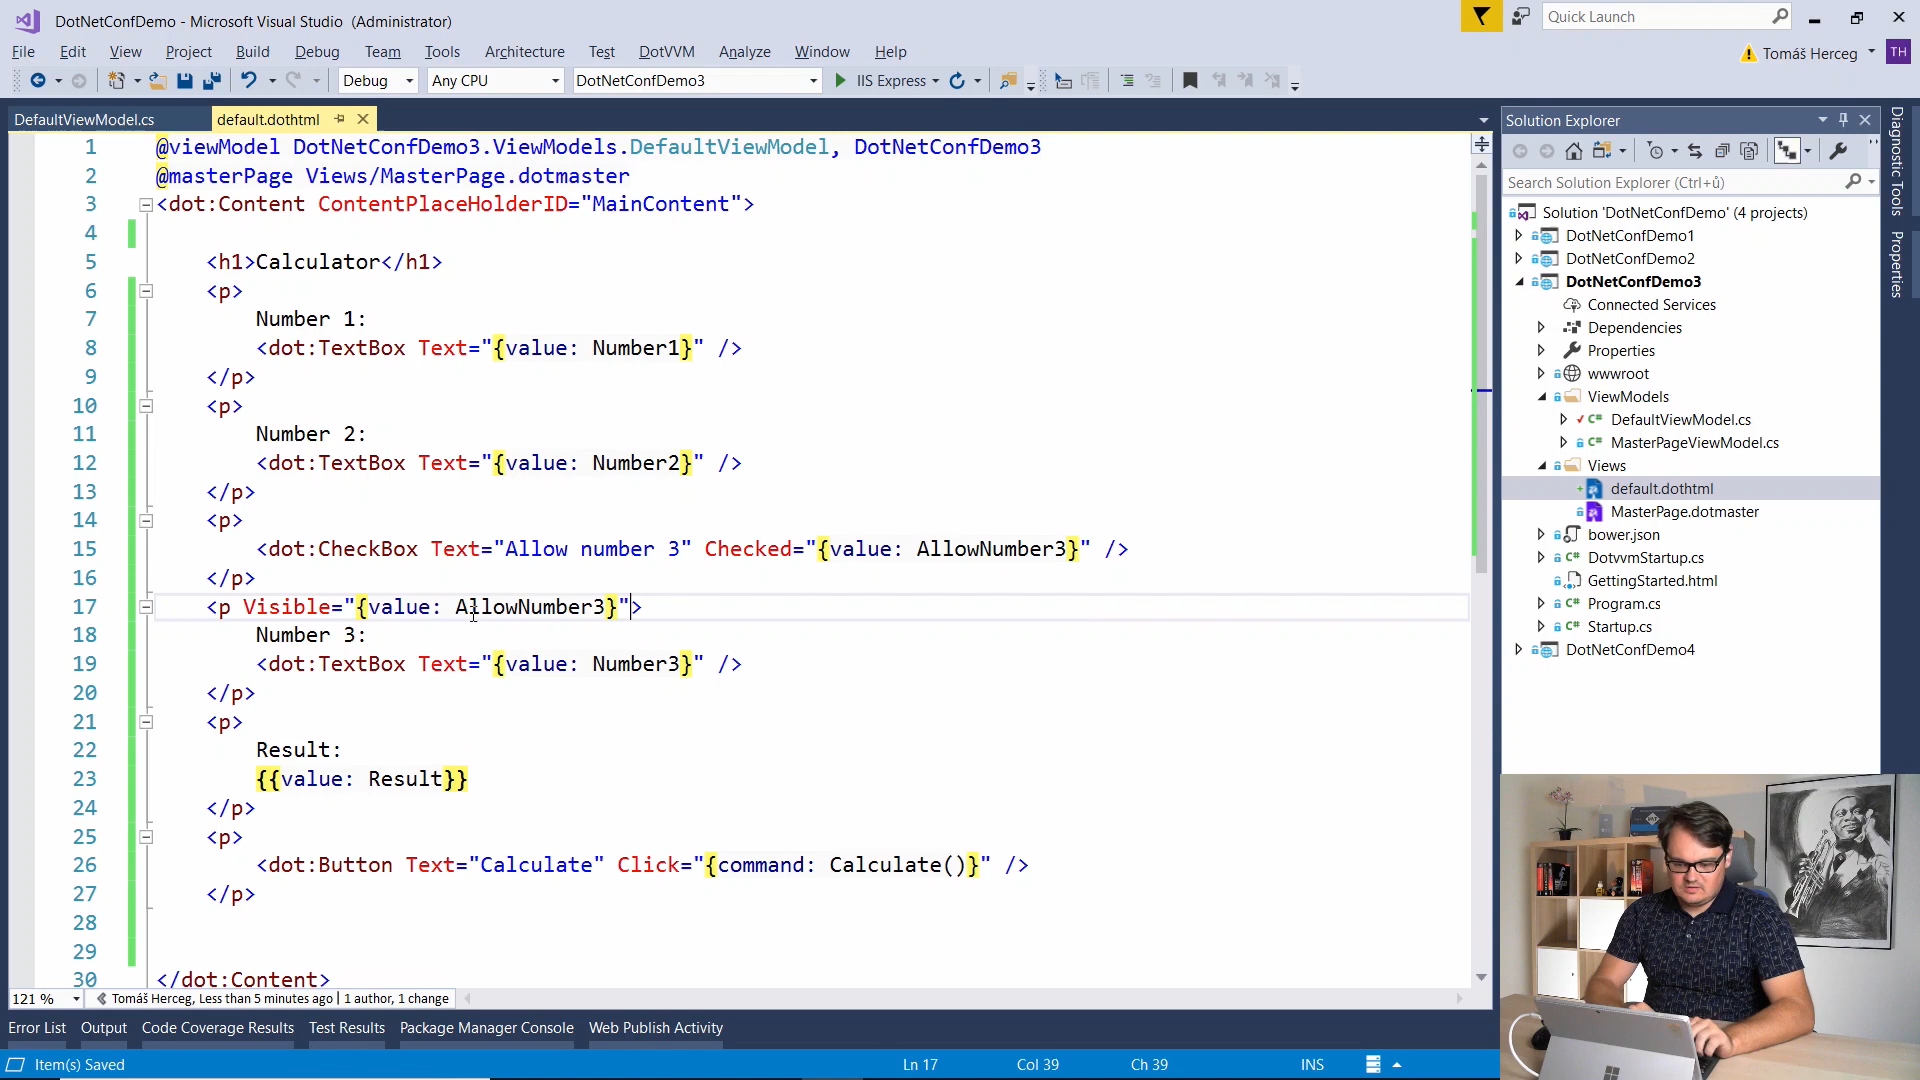 DotNetConfDemo - Microsoft Visual Studio (Administrator)
Quick Launch
File Edit View Project Build Debug Team Tools Architecture Test DotVVM Analyze Window Help
Tomáš Herceg
TH
Debug
Any CPU
DotNetConfDemo3
IIS Express
DefaultViewModel.cs
default.dothtml
1 @viewModel DotNetConfDemo3.ViewModels.DefaultViewModel, DotNetConfDemo3
2 @masterPage Views/MasterPage.dotmaster
3 <dot:Content ContentPlaceHolderID="MainContent">
4
5 <h1>Calculator</h1>
6 <p>
7 Number 1:
8 <dot:TextBox Text="{value: Number1}" />
9 </p>
10 <p>
11 Number 2:
12 <dot:TextBox Text="{value: Number2}" />
13 </p>
14 <p>
15 <dot:CheckBox Text="Allow number 3" Checked="{value: AllowNumber3}" />
16 </p>
17 <p Visible="{value: AllowNumber3}">
18 Number 3:
19 <dot:TextBox Text="{value: Number3}" />
20 </p>
21 <p>
22 Result:
23 {{value: Result}}
24 </p>
25 <p>
26 <dot:Button Text="Calculate" Click="{command: Calculate()}" />
27 </p>
28
29
30 </dot:Content>
121 %
Tomáš Herceg, Less than 5 minutes ago | 1 author, 1 change
Error List Output Code Coverage Results Test Results Package Manager Console Web Publish Activity
Item(s) Saved
Ln 17
Col 39
Ch 39
INS
Solution Explorer
Search Solution Explorer (Ctrl+ů)
Solution 'DotNetConfDemo' (4 projects)
DotNetConfDemo1
DotNetConfDemo2
DotNetConfDemo3
Connected Services
Dependencies
Properties
wwwroot
ViewModels
DefaultViewModel.cs
MasterPageViewModel.cs
Views
default.dothtml
MasterPage.dotmaster
bower.json
DotvvmStartup.cs
GettingStarted.html
Program.cs
Startup.cs
DotNetConfDemo4
Diagnostic Tools
Properties